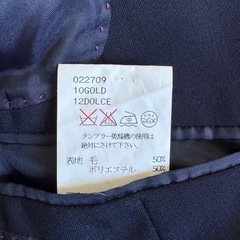 022709
10GOLD
12DOLCE
タンブラー乾燥機の使用は
絶対にさけて下さい。
表地 毛 50%
ポリエステル 50%